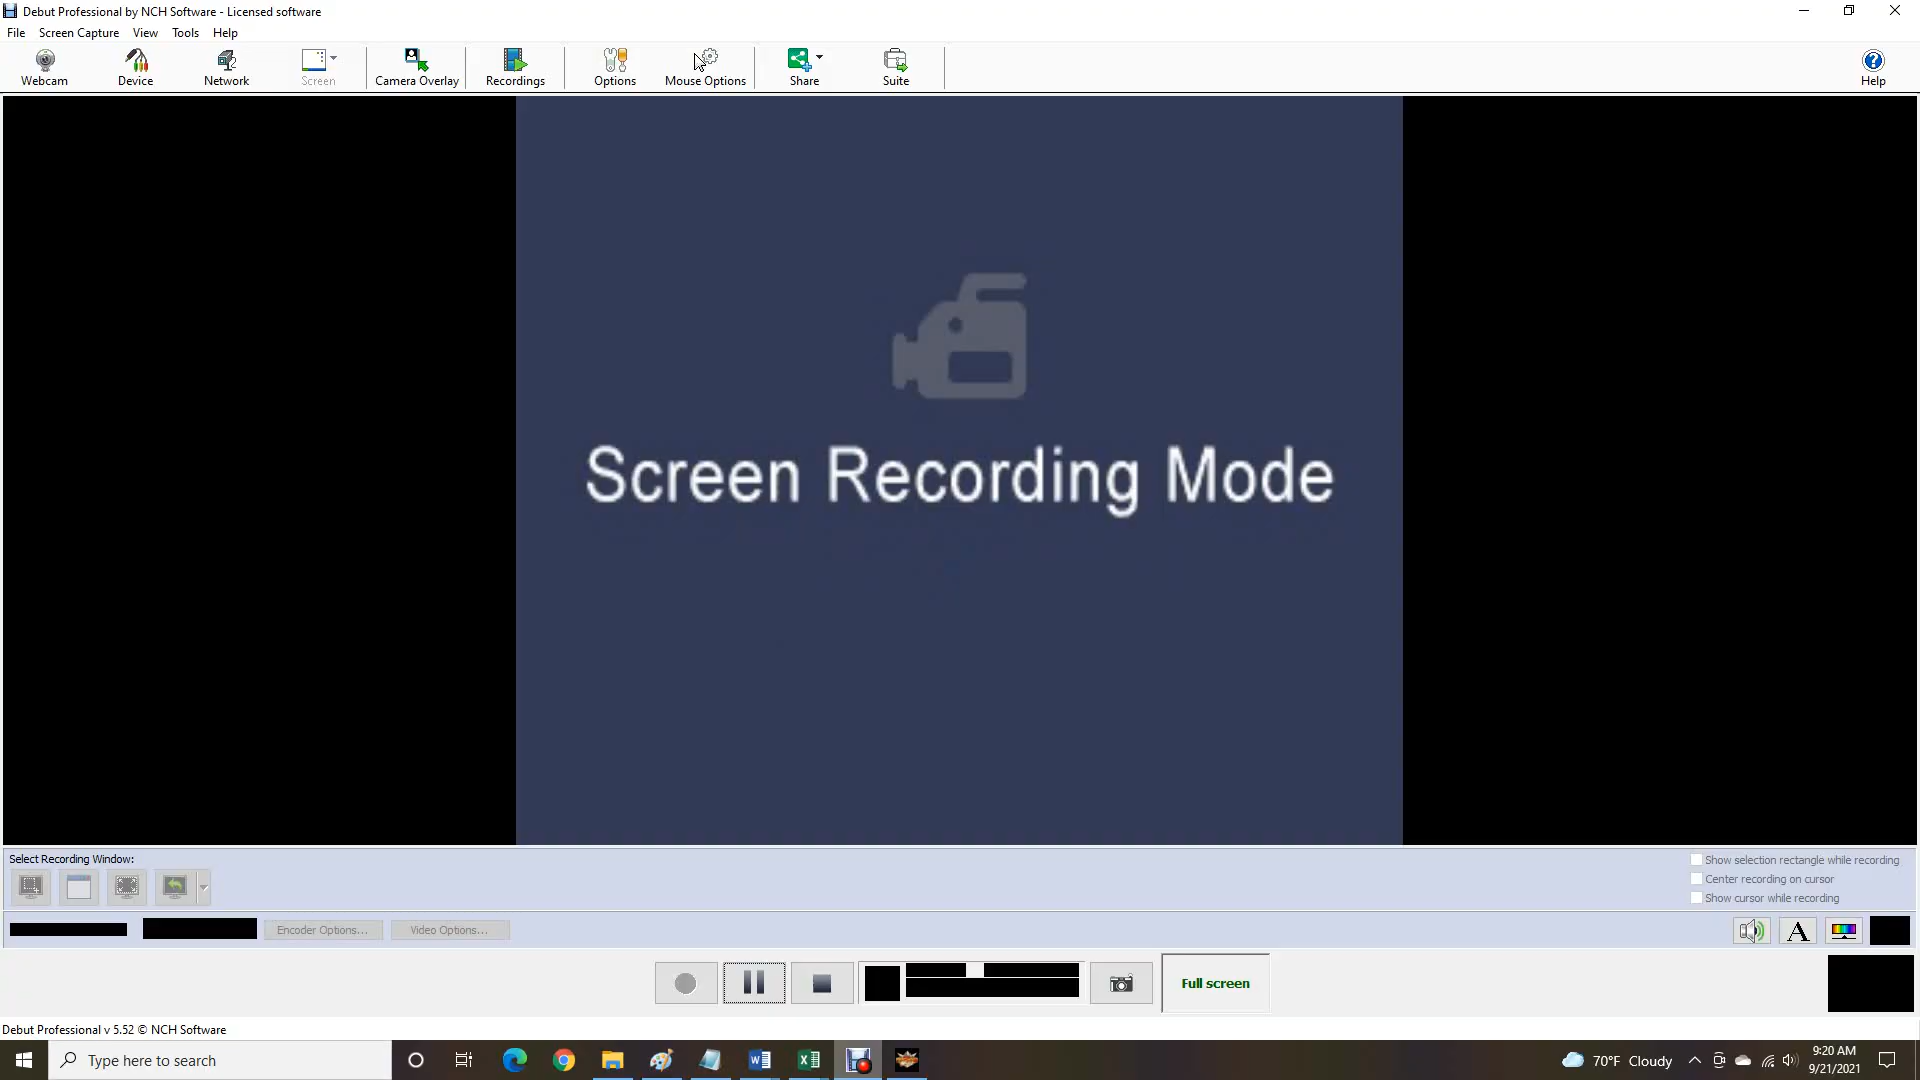 Debut Professional by NCH Software - Licensed software
File Screen Capture View Tools Help
Webcam Device Network Screen Camera Overlay Recordings Options Mouse Options Share Suite Help
Screen Recording Mode
Select Recording Window:
Show selection rectangle while recording
Center recording on cursor
Show cursor while recording
Encoder Options... Video Options... A
Full screen
Debut Professional v 5.52 © NCH Software
Type here to search 70°F Cloudy 9:20 AM
9/21/2021